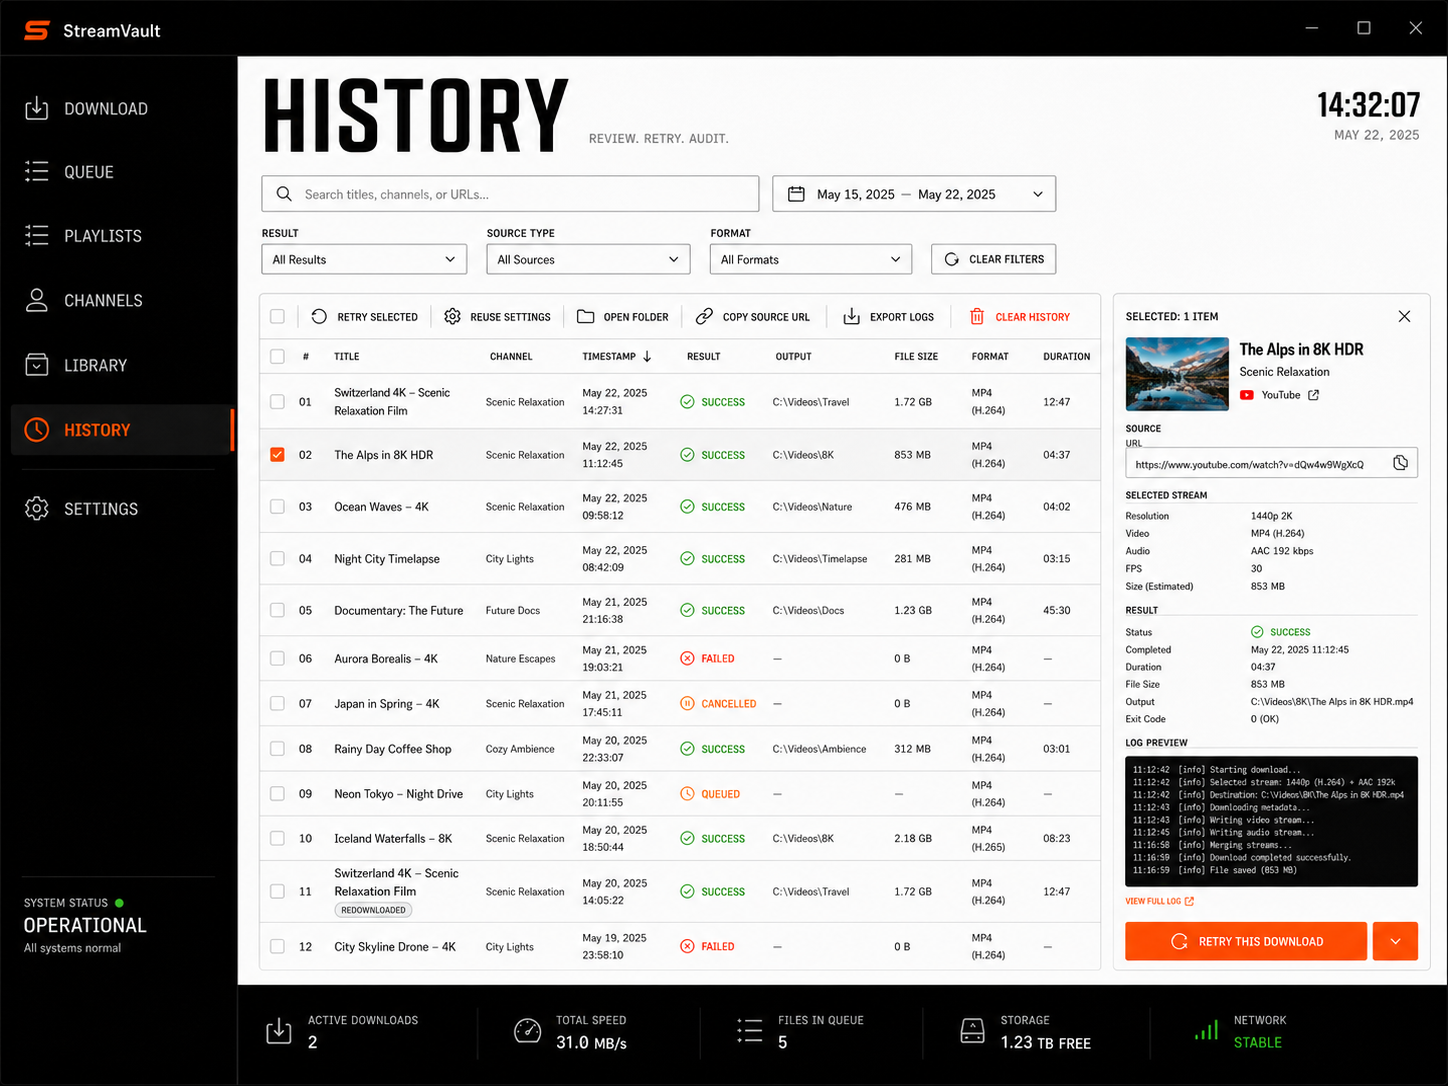 StreamVault
DOWNLOAD
QUEUE
PLAYLISTS
CHANNELS
LIBRARY
HISTORY
SETTINGS
SYSTEM STATUS
OPERATIONAL
All systems normal
HISTORY
REVIEW. RETRY. AUDIT.
14:32:07
MAY 22, 2025
Search titles, channels, or URLs...
May 15, 2025 — May 22, 2025
RESULT SOURCE TYPE FORMAT
All Results All Sources All Formats CLEAR FILTERS
RETRY SELECTED REUSE SETTINGS OPEN FOLDER COPY SOURCE URL EXPORT LOGS CLEAR HISTORY
# TITLE CHANNEL TIMESTAMP ↓ RESULT OUTPUT FILE SIZE FORMAT DURATION
01 Switzerland 4K – Scenic Relaxation Film Scenic Relaxation May 22, 2025 14:27:31 SUCCESS C:\Videos\Travel 1.72 GB MP4 (H.264) 12:47
02 The Alps in 8K HDR Scenic Relaxation May 22, 2025 11:12:45 SUCCESS C:\Videos\8K 853 MB MP4 (H.264) 04:37
03 Ocean Waves – 4K Scenic Relaxation May 22, 2025 09:58:12 SUCCESS C:\Videos\Nature 476 MB MP4 (H.264) 04:02
04 Night City Timelapse City Lights May 22, 2025 08:42:09 SUCCESS C:\Videos\Timelapse 281 MB MP4 (H.264) 03:15
05 Documentary: The Future Future Docs May 21, 2025 21:16:38 SUCCESS C:\Videos\Docs 1.23 GB MP4 (H.264) 45:30
06 Aurora Borealis – 4K Nature Escapes May 21, 2025 19:03:21 FAILED — 0 B MP4 (H.264) —
07 Japan in Spring – 4K Scenic Relaxation May 21, 2025 17:45:11 CANCELLED — 0 B MP4 (H.264) —
08 Rainy Day Coffee Shop Cozy Ambience May 20, 2025 22:33:07 SUCCESS C:\Videos\Ambience 312 MB MP4 (H.264) 03:01
09 Neon Tokyo – Night Drive City Lights May 20, 2025 20:11:55 QUEUED — — MP4 (H.264) —
10 Iceland Waterfalls – 8K Scenic Relaxation May 20, 2025 18:50:44 SUCCESS C:\Videos\8K 2.18 GB MP4 (H.265) 08:23
11 Switzerland 4K – Scenic Relaxation Film REDOWNLOADED Scenic Relaxation May 20, 2025 14:05:22 SUCCESS C:\Videos\Travel 1.72 GB MP4 (H.264) 12:47
12 City Skyline Drone – 4K City Lights May 19, 2025 23:58:10 FAILED — 0 B MP4 (H.264) —
SELECTED: 1 ITEM
The Alps in 8K HDR
Scenic Relaxation
YouTube
SOURCE
URL
https://www.youtube.com/watch?v=dQw4w9WgXcQ
SELECTED STREAM
Resolution 1440p 2K
Video MP4 (H.264)
Audio AAC 192 kbps
FPS 30
Size (Estimated) 853 MB
RESULT
Status SUCCESS
Completed May 22, 2025 11:12:45
Duration 04:37
File Size 853 MB
Output C:\Videos\8K\The Alps in 8K HDR.mp4
Exit Code 0 (OK)
LOG PREVIEW
11:12:42 [info] Starting download...
11:12:42 [info] Selected stream: 1440p (H.264) + AAC 192k
11:12:42 [info] Destination: C:\Videos\8K\The Alps in 8K HDR.mp4
11:12:43 [info] Downloading metadata...
11:12:43 [info] Writing video stream...
11:12:45 [info] Writing audio stream...
11:16:58 [info] Merging streams...
11:16:59 [info] Download completed successfully.
11:16:59 [info] File saved (853 MB)
VIEW FULL LOG
RETRY THIS DOWNLOAD
ACTIVE DOWNLOADS
2
TOTAL SPEED
31.0 MB/s
FILES IN QUEUE
5
STORAGE
1.23 TB FREE
NETWORK
STABLE